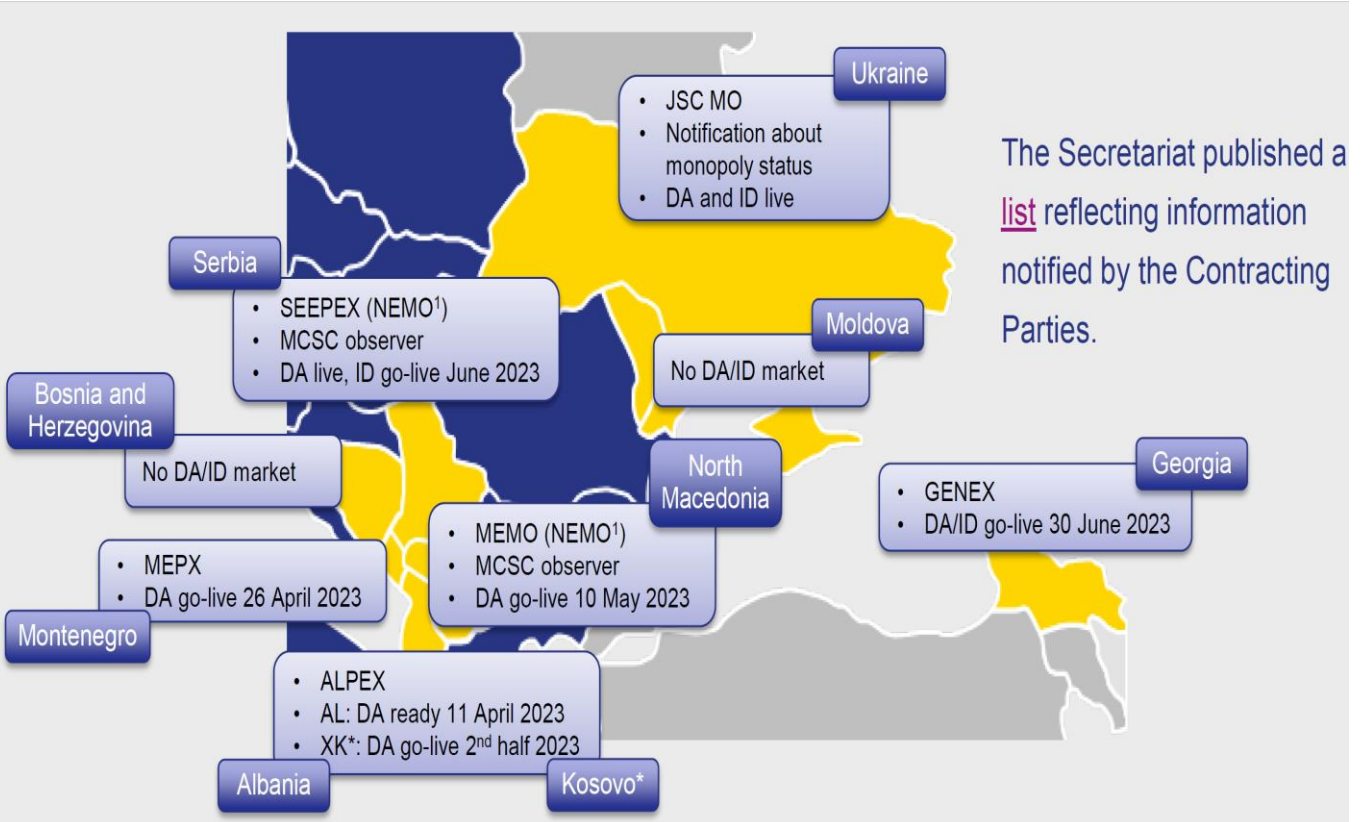 Ukraine
• JSC MO
• Notification about
monopoly status
• DA and ID live
The Secretariat published a
list reflecting information
notified by the Contracting
Parties.
Serbia
• SEEPEX (NEMO¹)
• MCSC observer
• DA live, ID go-live June 2023
Moldova
No DA/ID market
Bosnia and
Herzegovina
No DA/ID market
North
Macedonia
• MEMO (NEMO¹)
• MCSC observer
• DA go-live 10 May 2023
Georgia
• GENEX
• DA/ID go-live 30 June 2023
• MEPX
• DA go-live 26 April 2023
Montenegro
• ALPEX
• AL: DA ready 11 April 2023
• XK*: DA go-live 2nd half 2023
Albania
Kosovo*